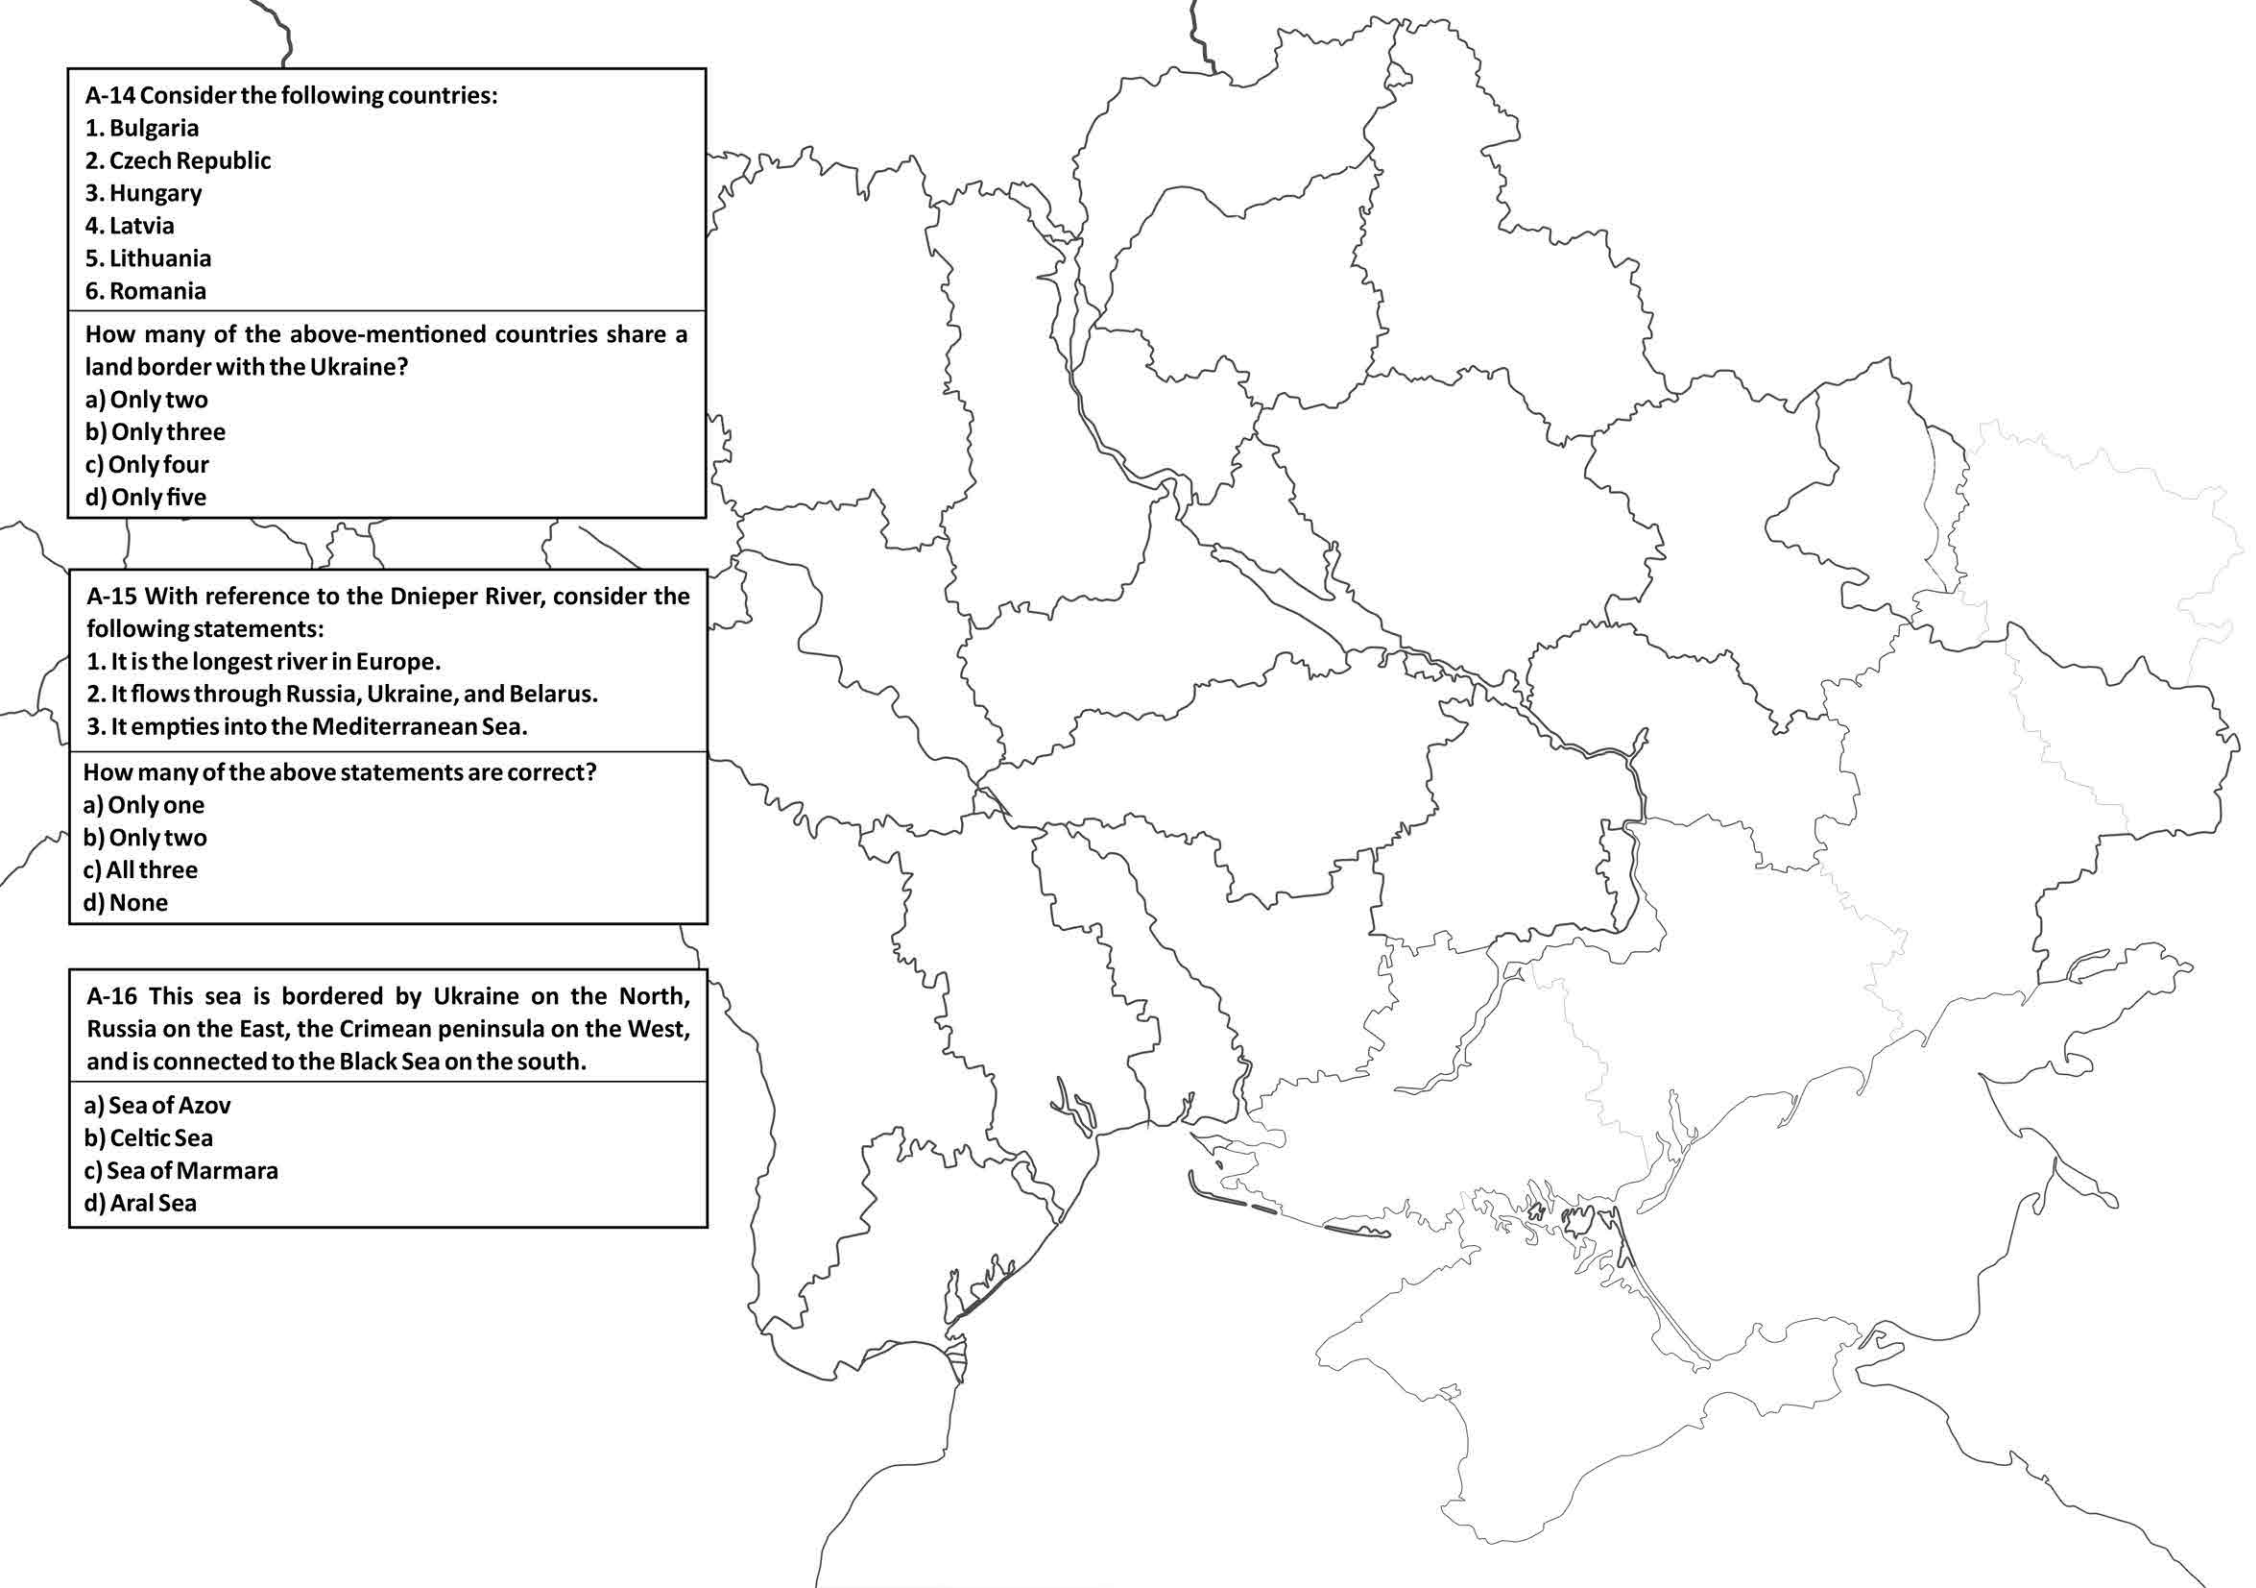 A-14 Consider the following countries:
1. Bulgaria
2. Czech Republic
3. Hungary
4. Latvia
5. Lithuania
6. Romania
How many of the above-mentioned countries share a
land border with the Ukraine?
a) Only two
b) Only three
c) Only four
d) Only five
A-15 With reference to the Dnieper River, consider the
following statements:
1. It is the longest river in Europe.
2. It flows through Russia, Ukraine, and Belarus.
3. It empties into the Mediterranean Sea.
How many of the above statements are correct?
a) Only one
b) Only two
c) All three
d) None
A-16 This sea is bordered by Ukraine on the North,
Russia on the East, the Crimean peninsula on the West,
and is connected to the Black Sea on the south.
a) Sea of Azov
b) Celtic Sea
c) Sea of Marmara
d) Aral Sea